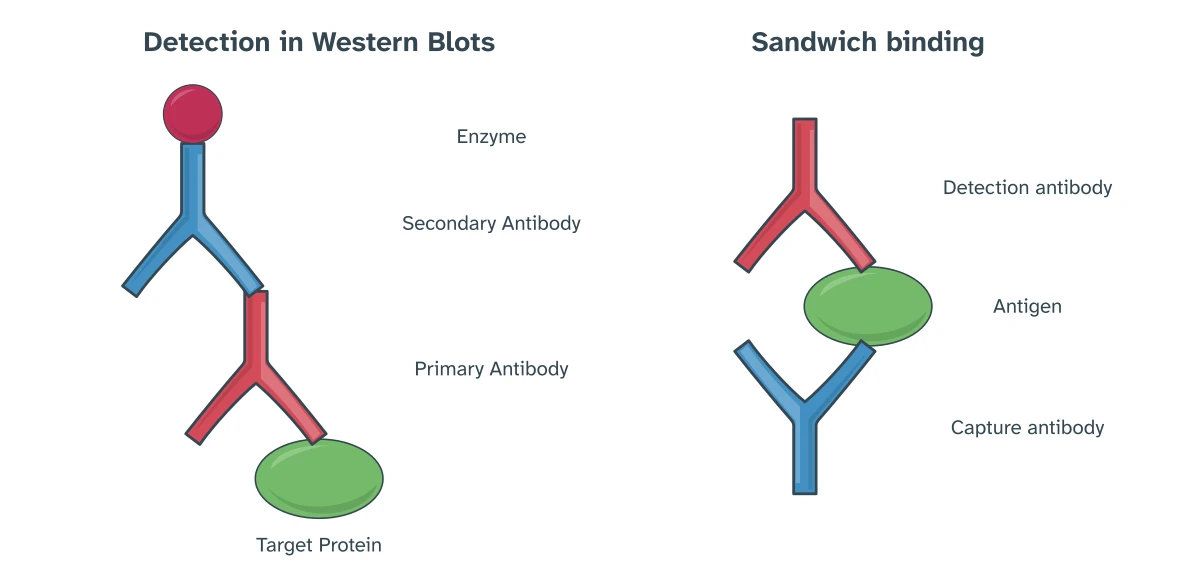 Detection in Western Blots
Enzyme
Secondary Antibody
Primary Antibody
Target Protein
Sandwich binding
Detection antibody
Antigen
Capture antibody